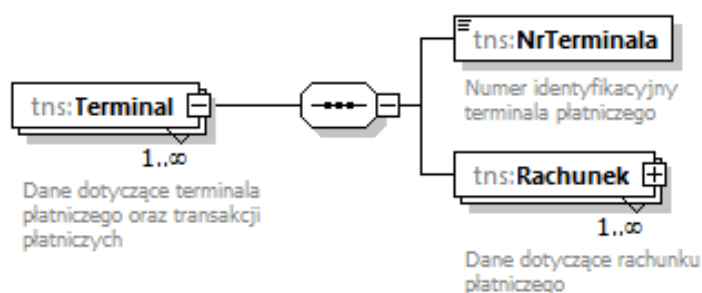 tns:NrTerminala
Numer identyfikacyjny
terminala płatniczego
tns:Terminal
1..∞
Dane dotyczące terminala
płatniczego oraz transakcji
płatniczych
tns:Rachunek
1..∞
Dane dotyczące rachunku
płatniczego